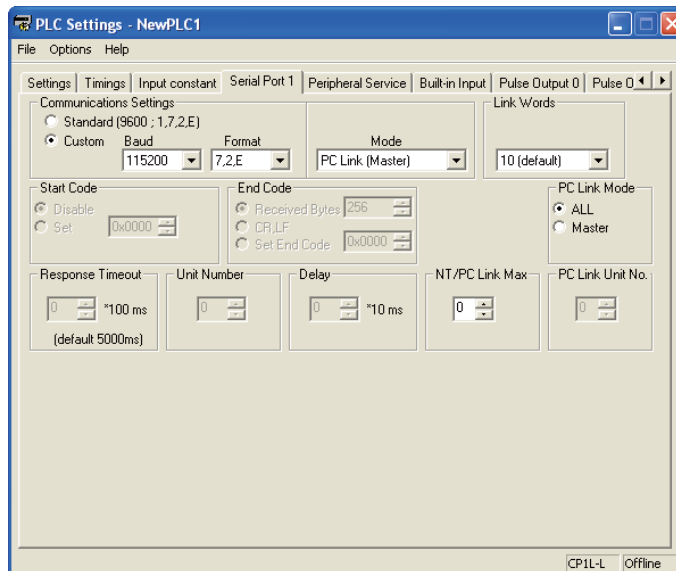 PLC Settings - NewPLC1
File Options Help
Settings Timings Input constant Serial Port 1 Peripheral Service Built-in Input Pulse Output 0 Pulse O
Communications Settings Link Words
Standard (9600 ; 1,7,2,E)
Custom Baud Format Mode
115200 7,2,E PC Link (Master) 10 (default)
Start Code End Code PC Link Mode
Disable Received Bytes 256 ALL
Set 0x0000 CR,LF Master
Set End Code 0x0000
Response Timeout Unit Number Delay NT/PC Link Max PC Link Unit No.
0 *100 ms 0 0 *10 ms 0 0
(default 5000ms)
CP1L-L Offline